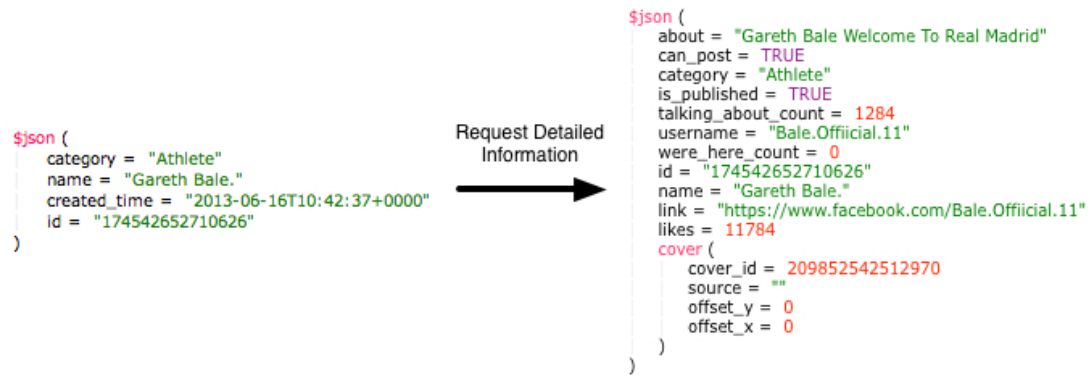 $json (
category = "Athlete"
name = "Gareth Bale."
created_time = "2013-06-16T10:42:37+0000"
id = "174542652710626"
)
Request Detailed
Information
$json (
about = "Gareth Bale Welcome To Real Madrid"
can_post = TRUE
category = "Athlete"
is_published = TRUE
talking_about_count = 1284
username = "Bale.Offiicial.11"
were_here_count = 0
id = "174542652710626"
name = "Gareth Bale."
link = "https://www.facebook.com/Bale.Offiicial.11"
likes = 11784
cover (
cover_id = 209852542512970
source = ""
offset_y = 0
offset_x = 0
)
)